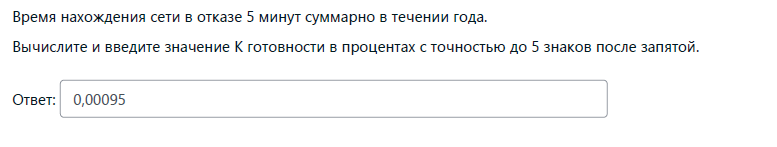 Время нахождения сети в отказе 5 минут суммарно в течении года.
Вычислите и введите значение К готовности в процентах с точностью до 5 знаков после запятой.
Ответ: 0,00095